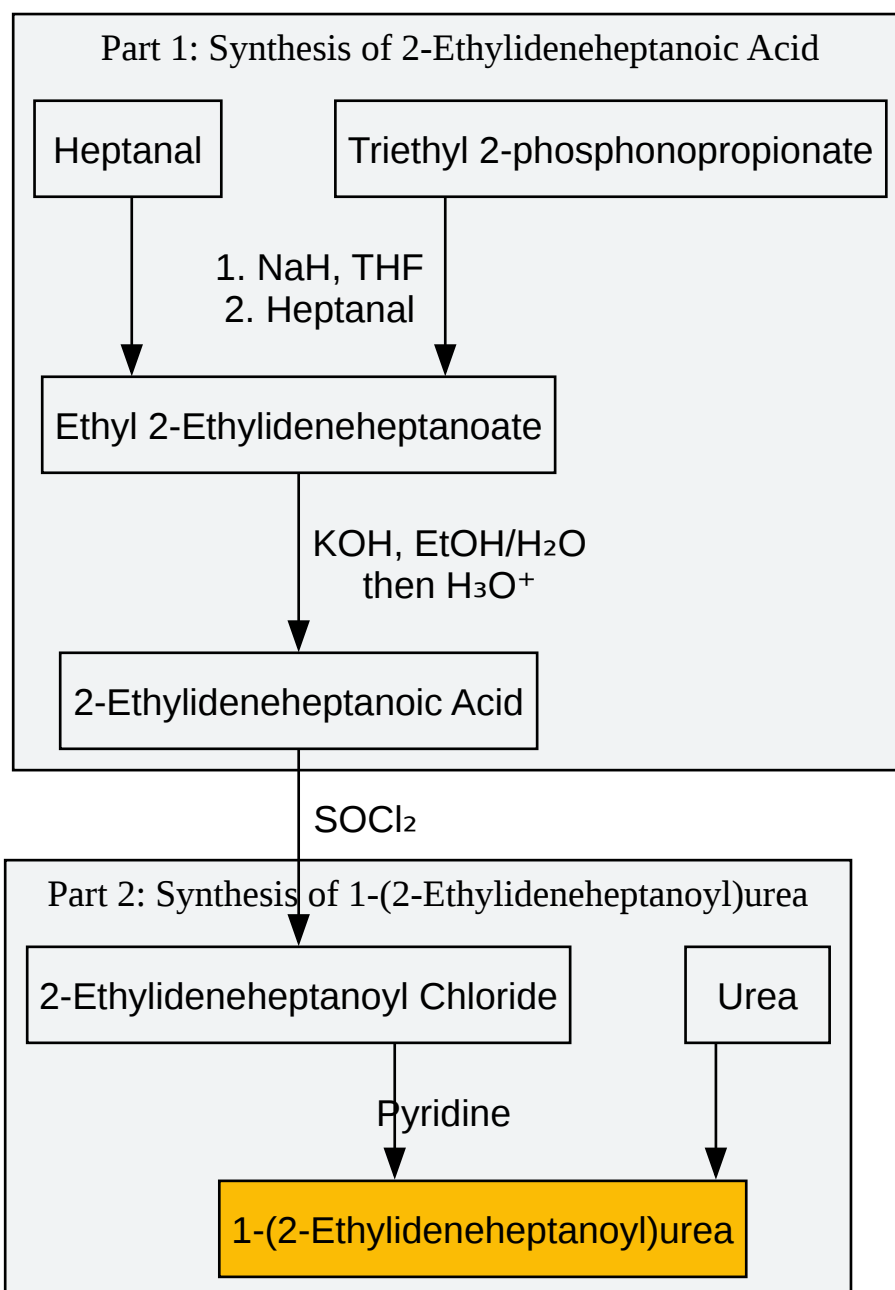 Part 1: Synthesis of 2-Ethylideneheptanoic Acid
Heptanal
Triethyl 2-phosphonopropionate
1. NaH, THF
2. Heptanal
Ethyl 2-Ethylideneheptanoate
KOH, EtOH/H₂O
then H₃O⁺
2-Ethylideneheptanoic Acid
SOCl₂
Part 2: Synthesis of 1-(2-Ethylideneheptanoyl)urea
2-Ethylideneheptanoyl Chloride
Urea
Pyridine
1-(2-Ethylideneheptanoyl)urea